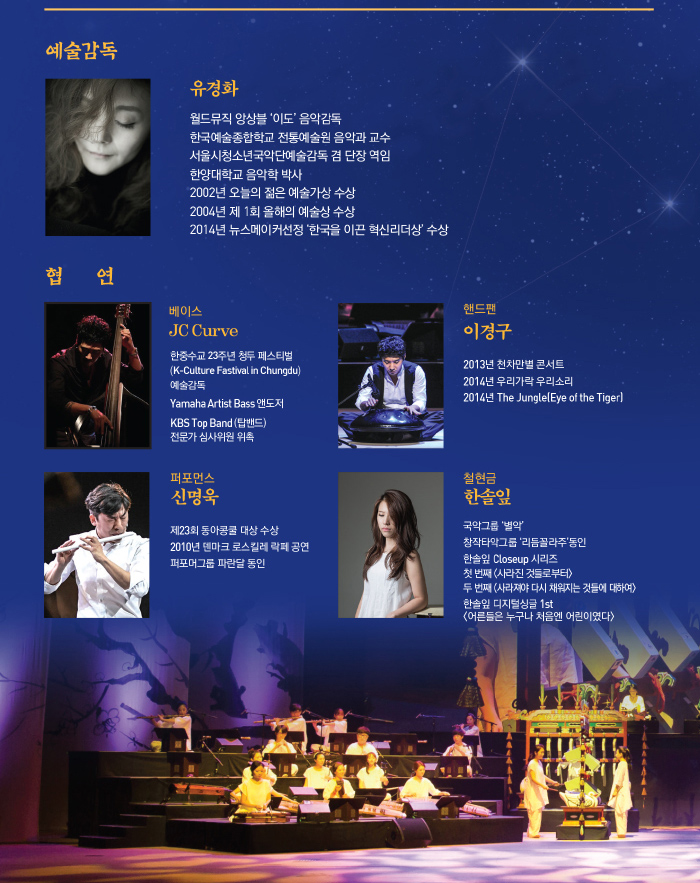 예술감독
유경화
월드뮤직 앙상블 '이도' 음악감독
한국예술종합학교 전통예술원 음악과 교수
서울시청소년국악단예술감독 겸 단장 역임
한양대학교 음악학 박사
2002년 오늘의 젊은 예술가상 수상
2004년 제 1회 올해의 예술상 수상
2014년 뉴스메이커선정 '한국을 이끈 혁신리더상' 수상
협 연
베이스
JC Curve
한중수교 23주년 청두 페스티벌
(K-Culture Fastival in Chungdu)
예술감독
Yamaha Artist Bass 앤도저
KBS Top Band (탑밴드)
전문가 심사위원 위촉
핸드팬
이경구
2013년 천차만별 콘서트
2014년 우리가락 우리소리
2014년 The Jungle(Eye of the Tiger)
퍼포먼스
신명욱
제23회 동아콩쿨 대상 수상
2010년 덴마크 로스킬레 락페 공연
퍼포머그룹 파란달 동인
철현금
한솔잎
국악그룹 '별악'
창작타악그룹 '리듬꼴라주'동인
한솔잎 Closeup 시리즈
첫 번째 <사라진 것들로부터>
두 번째 <사라져야 다시 채워지는 것들에 대하여>
한솔잎 디지털싱글 1st
<어른들은 누구나 처음엔 어린이였다>